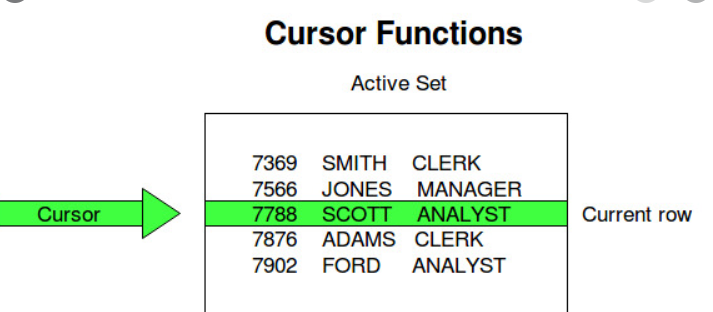 Cursor Functions
Active Set
7369 SMITH CLERK
7566 JONES MANAGER
Cursor 7788 SCOTT ANALYST Current row
7876 ADAMS CLERK
7902 FORD ANALYST